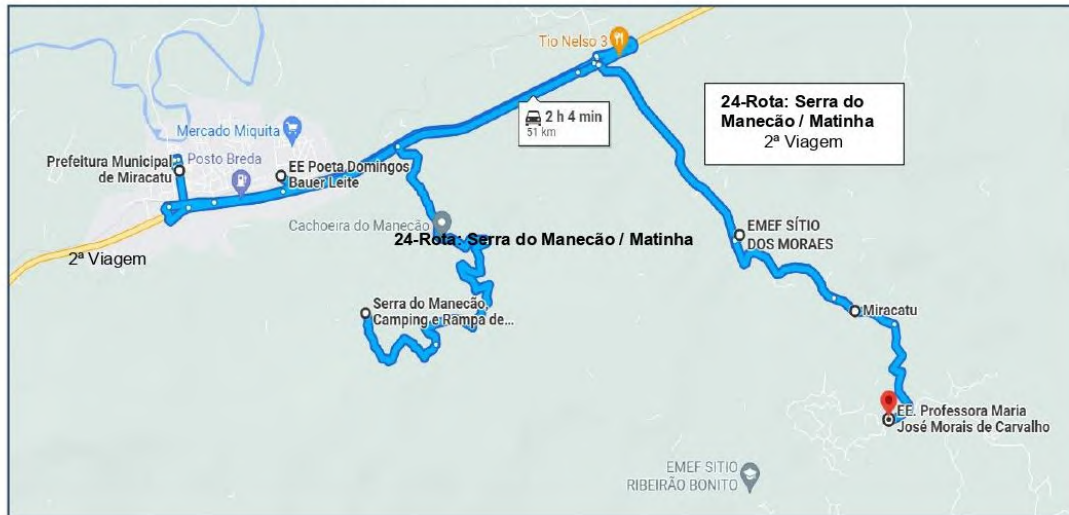 Tio Nelso 3
2 h 4 min
51 km
24-Rota: Serra do
Manecão / Matinha
2ª Viagem
Mercado Miquita
Prefeitura Municipal
de Miracatu
Posto Breda
EE Poeta Domingos
Bauer Leite
Cachoeira do Manecão
24-Rota: Serra do Manecão / Matinha
EMEF SÍTIO
DOS MORAES
2ª Viagem
Serra do Manecão,
Camping e Rampa de...
Miracatu
EE. Professora Maria
José Morais de Carvalho
EMEF SITIO
RIBEIRÃO BONITO